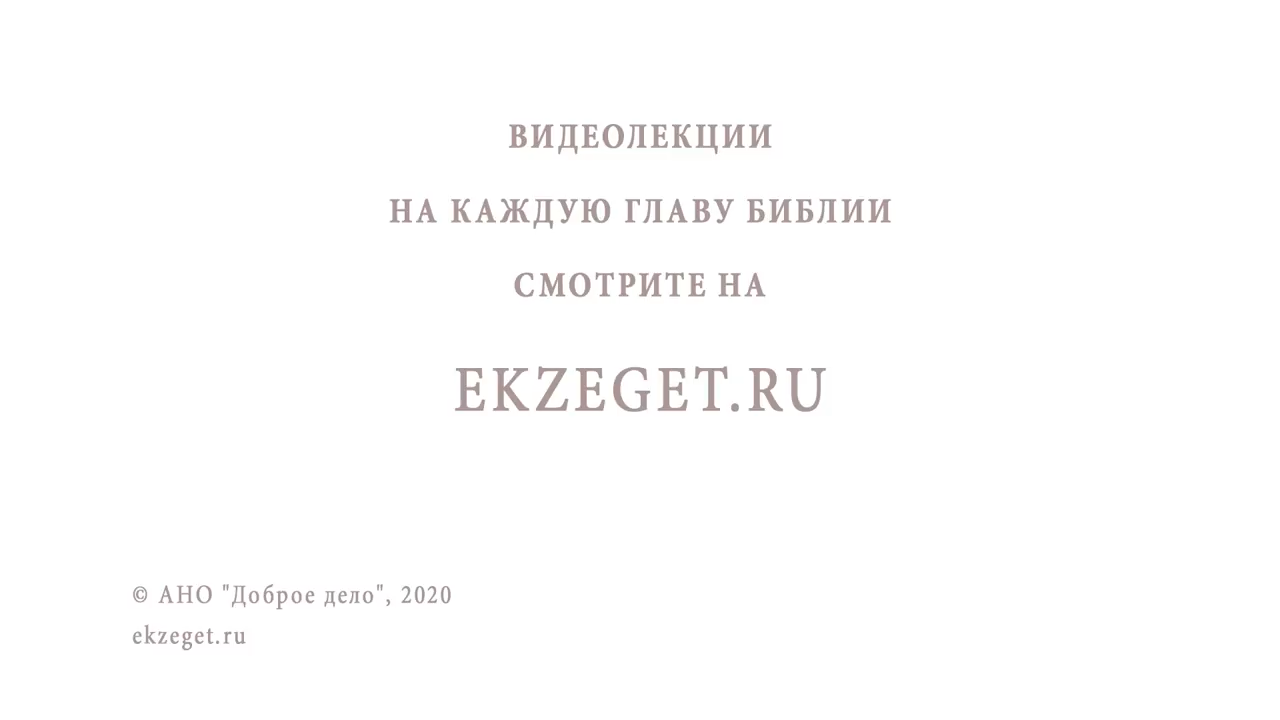 ВИДЕОЛЕКЦИИ
НА КАЖДУЮ ГЛАВУ БИБЛИИ
СМОТРИТЕ НА
EKZEGET.RU
© АНО "Доброе дело", 2020
ekzeget.ru